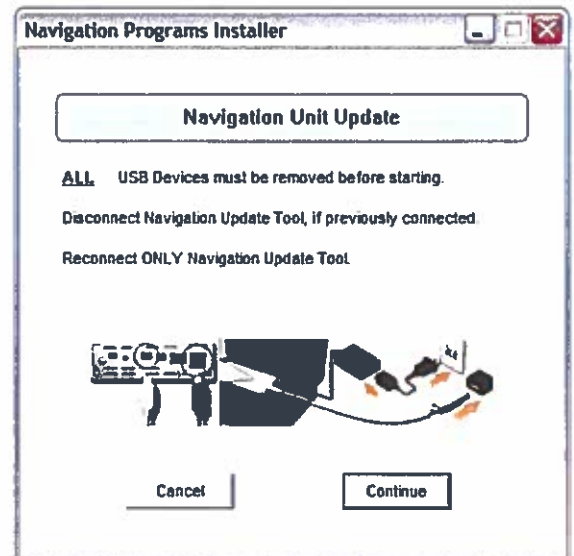 Navigation Programs Installer
Navigation Unit Update
ALL USB Devices must be removed before starting.
Disconnect Navigation Update Tool, if previously connected.
Reconnect ONLY Navigation Update Tool.
Cancel
Continue